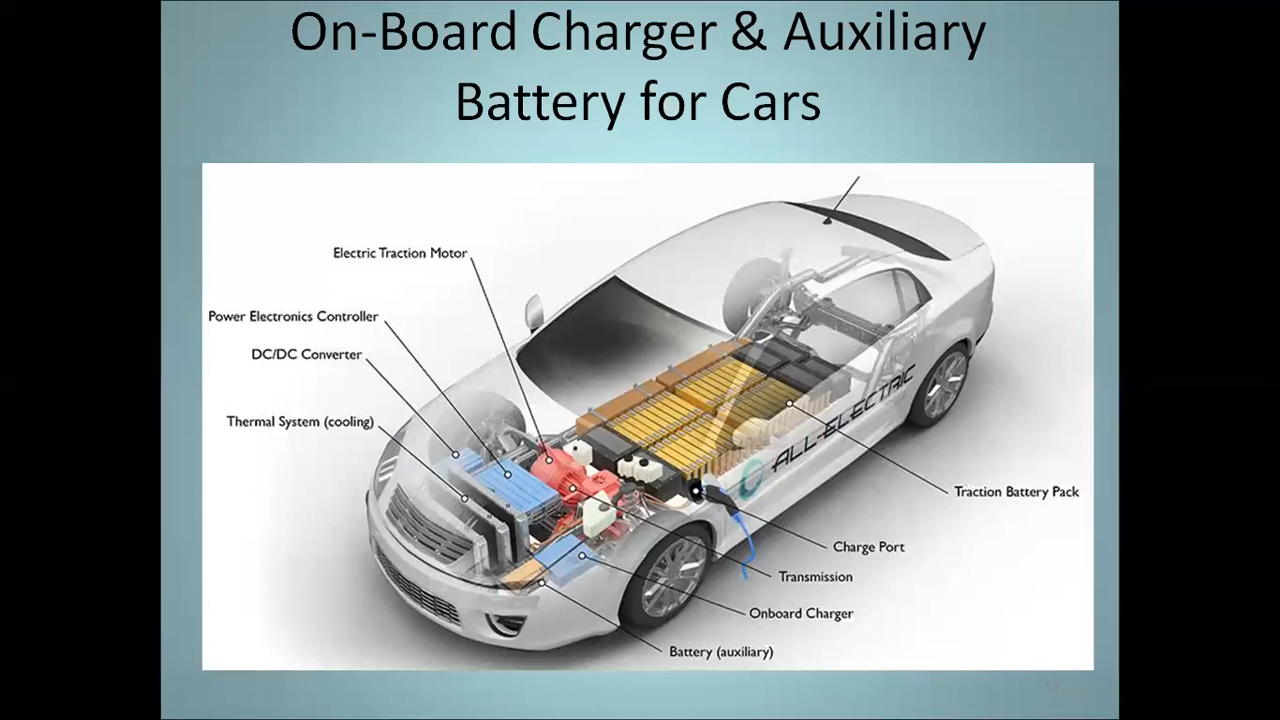 On-Board Charger & Auxiliary
Battery for Cars
Electric Traction Motor
Power Electronics Controller
DC/DC Converter
Thermal System (cooling)
ALL-ELECTRIC
Traction Battery Pack
Charge Port
Transmission
Onboard Charger
Battery (auxiliary)